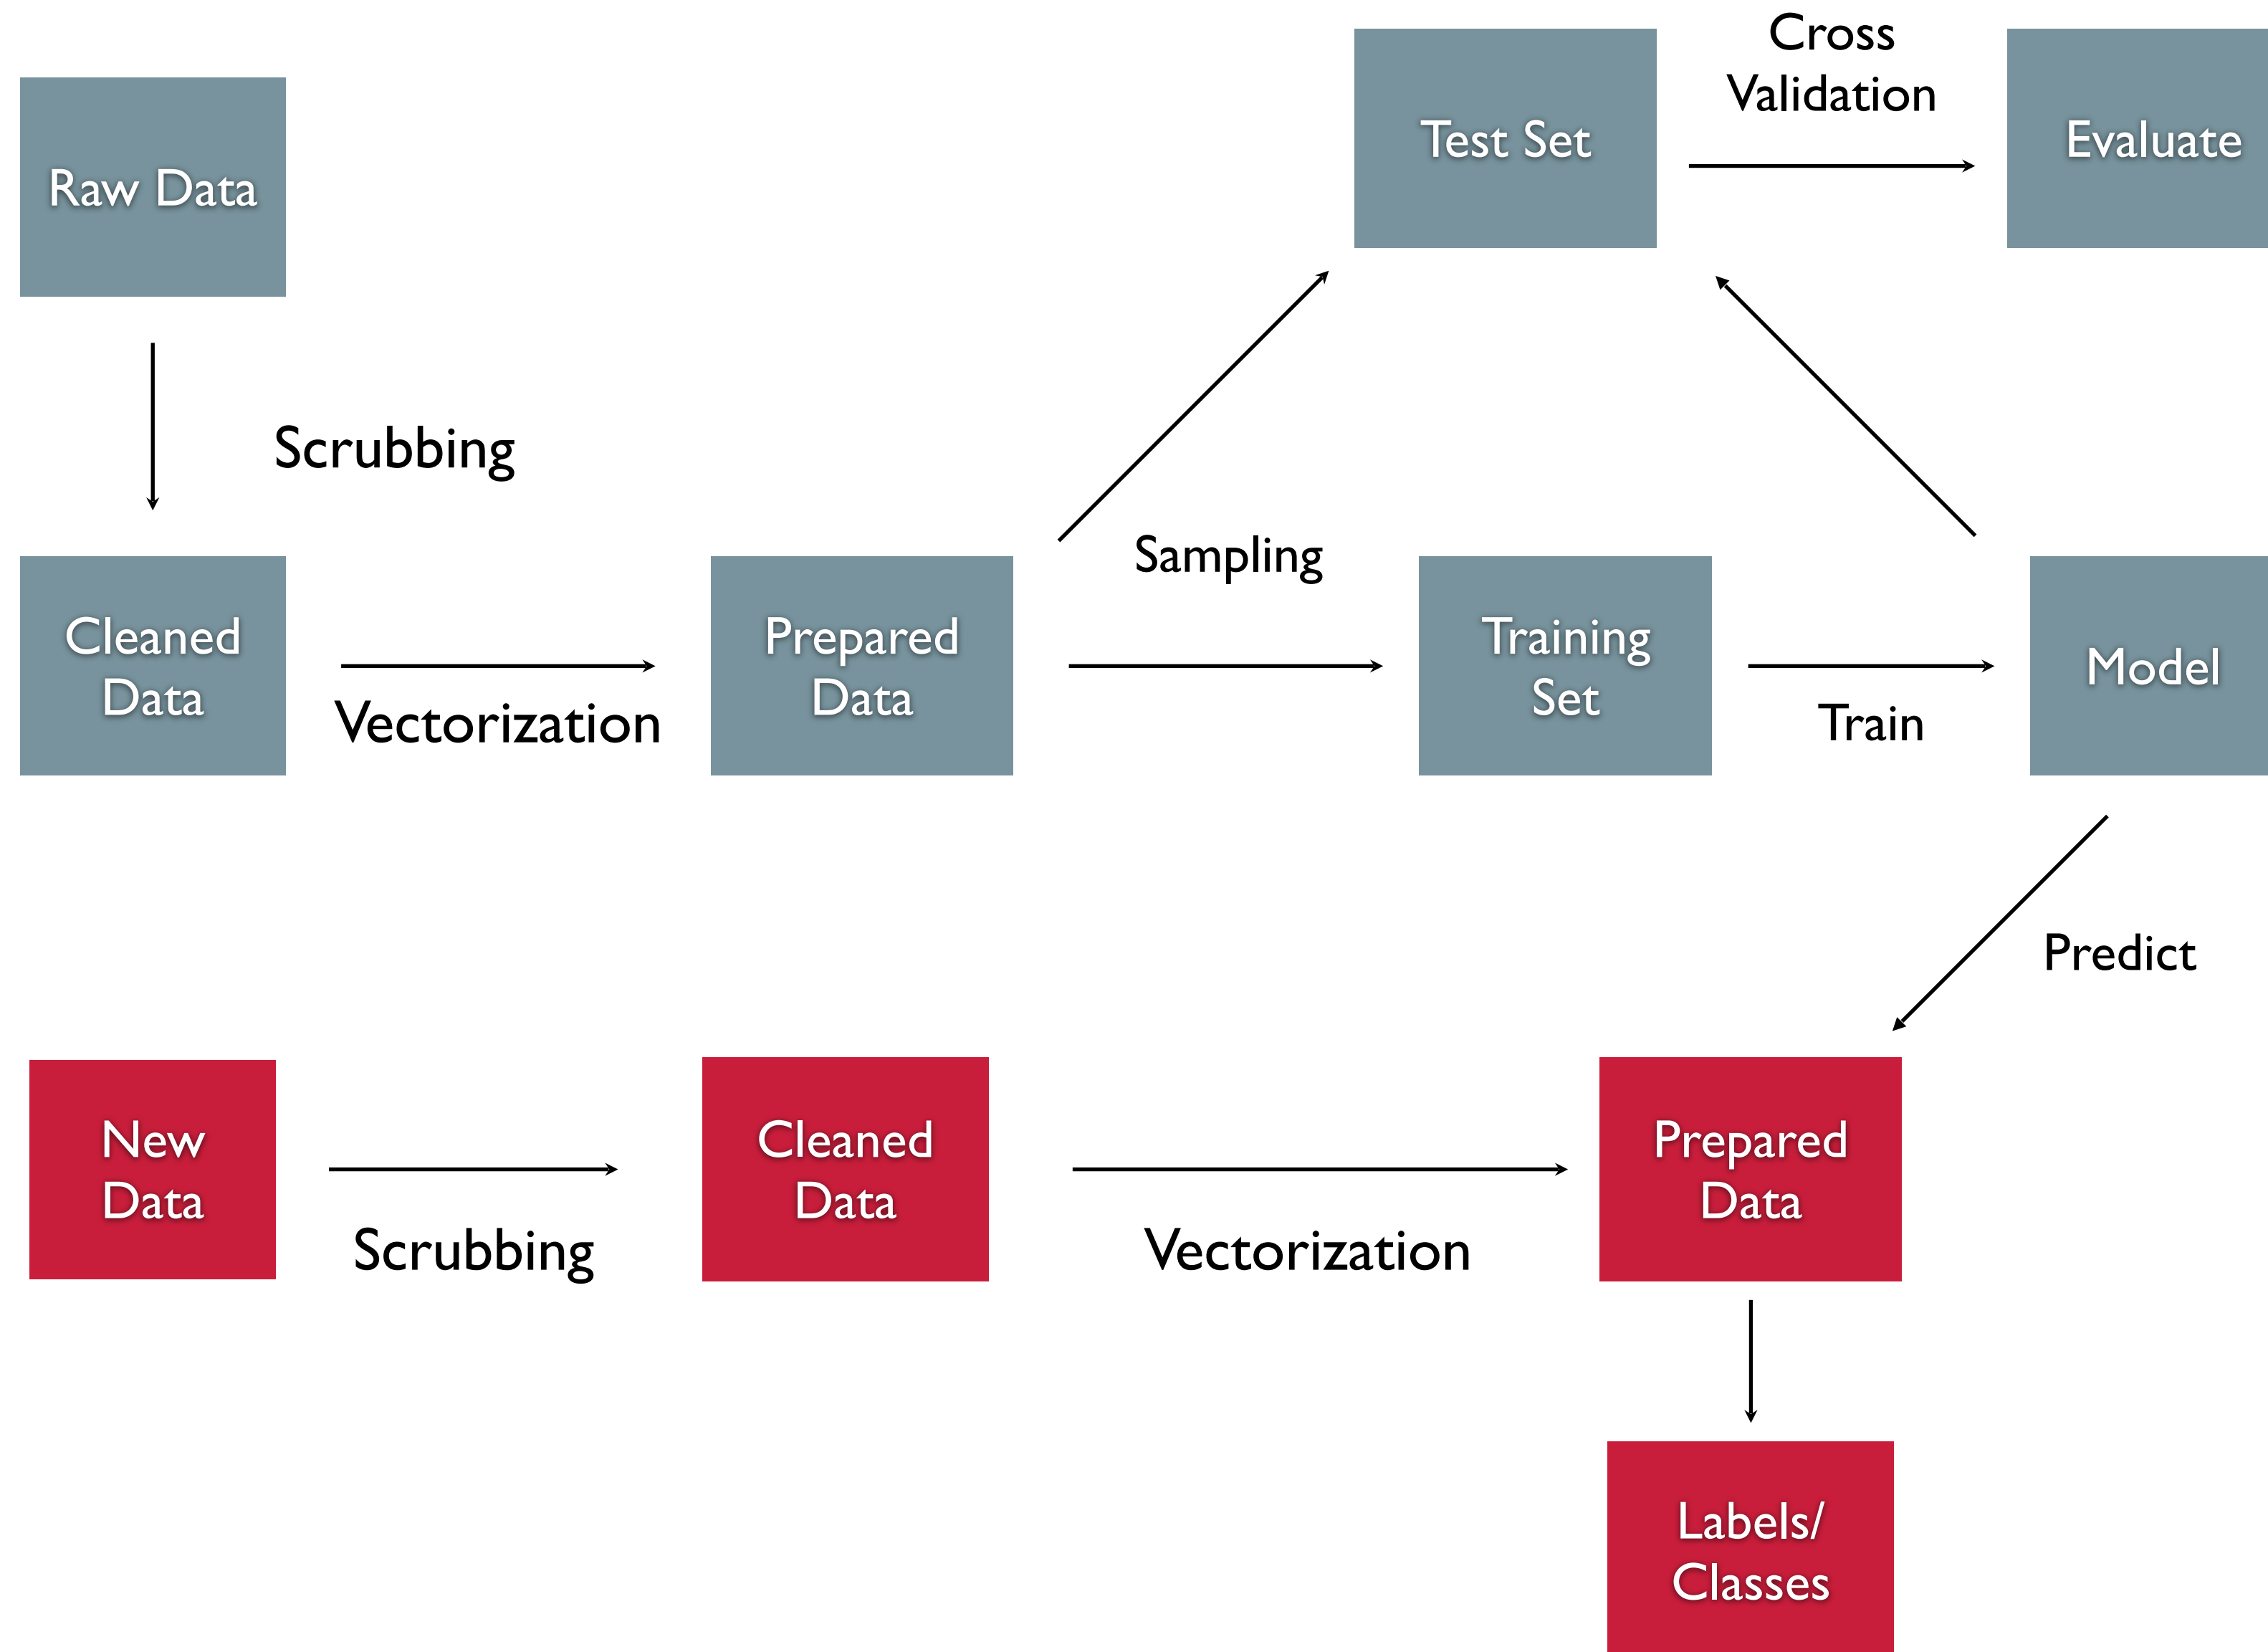 Raw Data
Scrubbing
Cleaned
Data
Vectorization
Prepared
Data
Sampling
Test Set
Cross
Validation
Evaluate
Training
Set
Train
Model
Predict
New
Data
Scrubbing
Cleaned
Data
Vectorization
Prepared
Data
Labels/
Classes